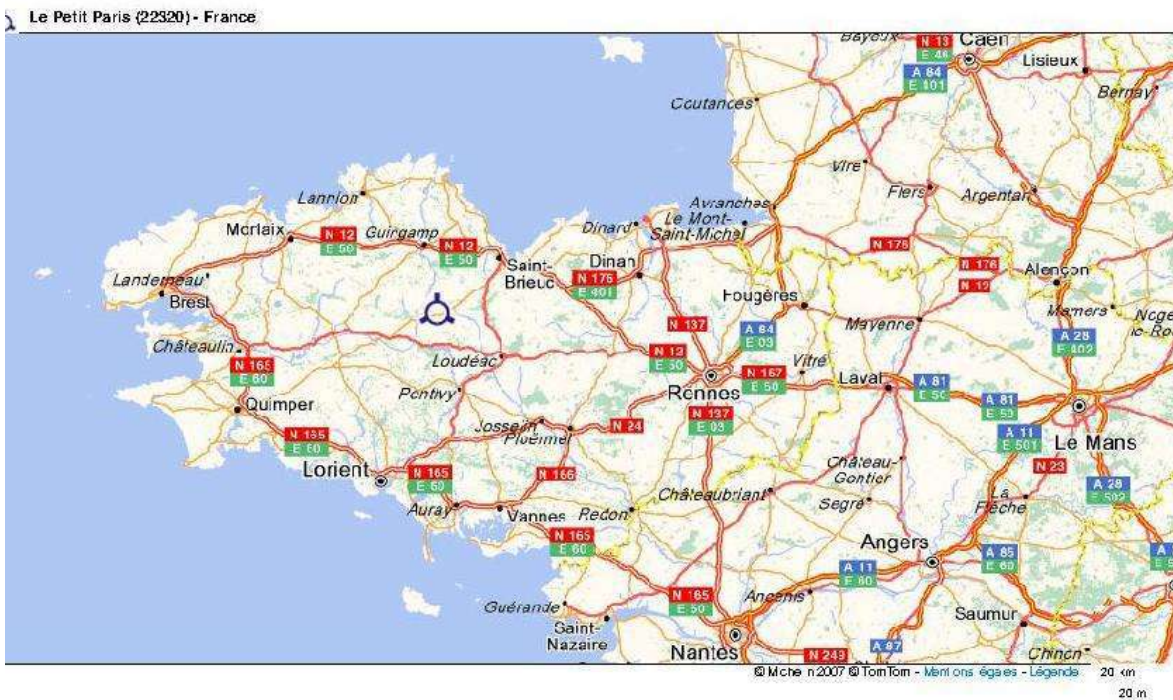 Le Petit Paris (22320) - France
Bayeux
N 13
E 46
Caen
Lisieux
A 84
E 401
Bernay
Coutances
Vire
Flers
Argentan
Lannion
Avranches
Morlaix
N 12
E 50
Guingamp
N 12
E 50
Dinard
Le Mont-
Saint-Michel
N 176
Landerneau
Brest
Saint-
Brieuc
N 176
E 401
Dinan
Fougères
N 176
N 12
Alençon
Mamers
Châteaulin
N 165
E 60
Loudéac
N 137
A 84
E 03
Mayenne
A 28
E 402
N 12
E 50
Vitré
Pontivy
Rennes
N 157
E 50
Laval
A 81
E 50
A 81
E 50
Quimper
N 165
E 60
Josselin
Ploërmel
N 24
N 137
E 03
A 11
E 501
Le Mans
Lorient
N 165
E 60
N 166
Château-
Gontier
N 23
A 28
E 502
Auray
Vannes
Redon
Châteaubriant
Segré
La
Flèche
N 165
E 60
Angers
A 11
E 60
A 85
E 60
Guérande
N 165
E 60
Ancenis
Saumur
Saint-
Nazaire
Nantes
N 249
A 87
Chinon
© Michelin 2007 © TomTom - Mentions légales - Légende 20 km
20 m